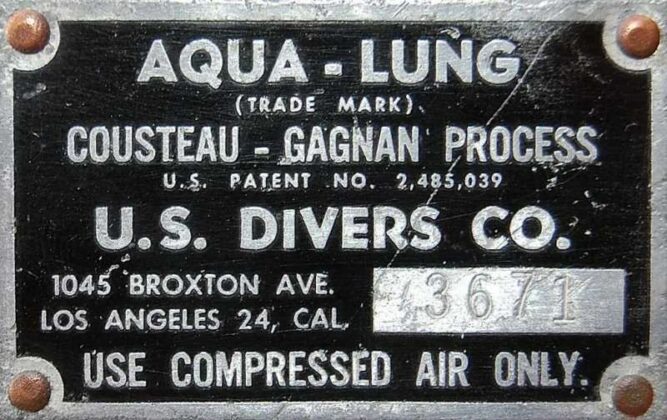 AQUA - LUNG
(TRADE MARK)
COUSTEAU - GAGNAN PROCESS
U.S. PATENT NO. 2,485,039
U.S. DIVERS CO.
1045 BROXTON AVE.
LOS ANGELES 24, CAL.
3671
USE COMPRESSED AIR ONLY.